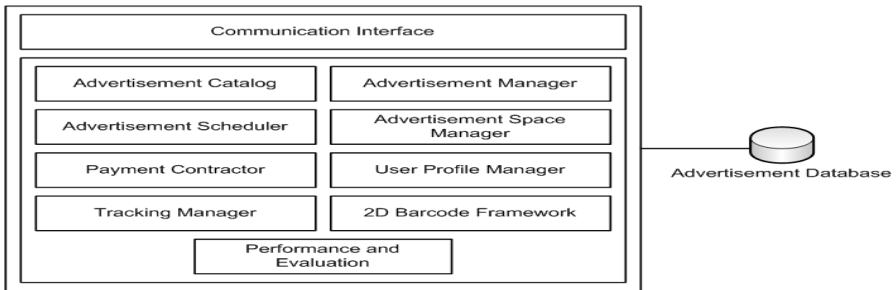 Communication Interface
Advertisement Catalog
Advertisement Manager
Advertisement Scheduler
Advertisement Space
Manager
Payment Contractor
User Profile Manager
Advertisement Database
Tracking Manager
2D Barcode Framework
Performance and
Evaluation